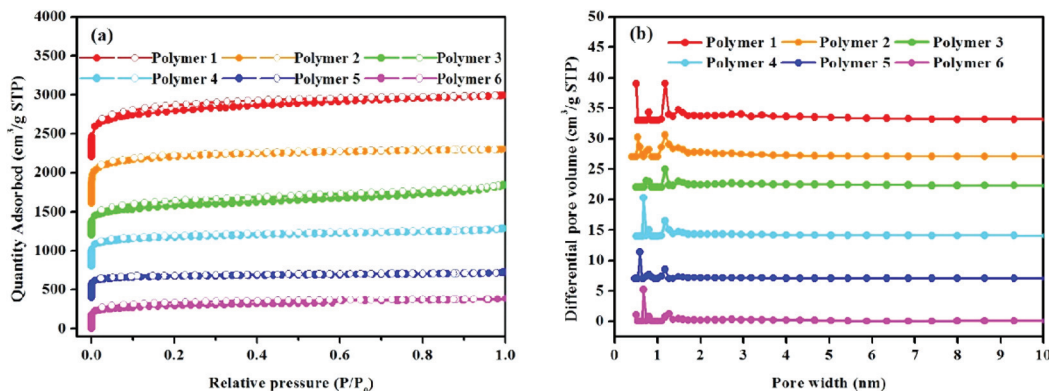 (a)
Polymer 1 Polymer 2 Polymer 3
Polymer 4 Polymer 5 Polymer 6
4000
3500
3000
2500
2000
1500
1000
500
0
Quantity Adsorbed (cm³/g STP)
0.0 0.2 0.4 0.6 0.8 1.0
Relative pressure (P/P₀)
(b)
Polymer 1 Polymer 2 Polymer 3
Polymer 4 Polymer 5 Polymer 6
50
45
40
35
30
25
20
15
10
5
0
Differential pore volume (cm³/g STP)
0 1 2 3 4 5 6 7 8 9 10
Pore width (nm)